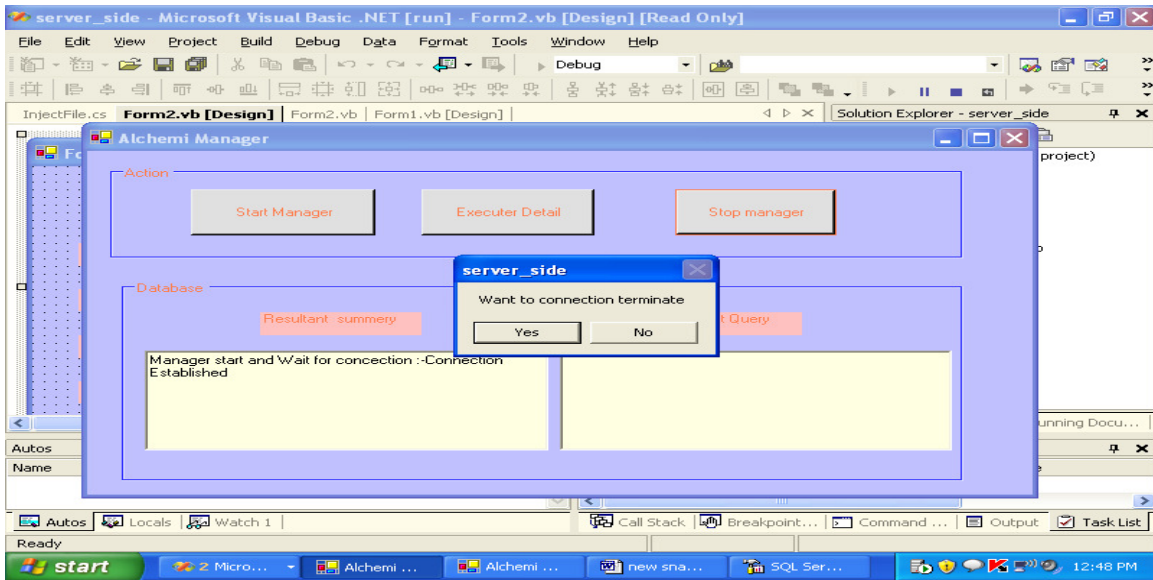 server_side - Microsoft Visual Basic .NET [run] - Form2.vb [Design] [Read Only]
File Edit View Project Build Debug Data Format Tools Window Help
Debug
InjectFile.cs Form2.vb [Design] Form2.vb Form1.vb [Design] Solution Explorer - server_side
Alchemi Manager
project)
Action
Start Manager Executer Detail Stop manager
server_side
Want to connection terminate
Yes No
Database
Resultant summery Query
Manager start and Wait for concection :-Connection
Established
unning Docu...
Autos
Name
Autos Locals Watch 1 Call Stack Breakpoint... Command ... Output Task List
Ready
start 2 Micro... Alchemi ... Alchemi ... new sna... SQL Ser... 12:48 PM